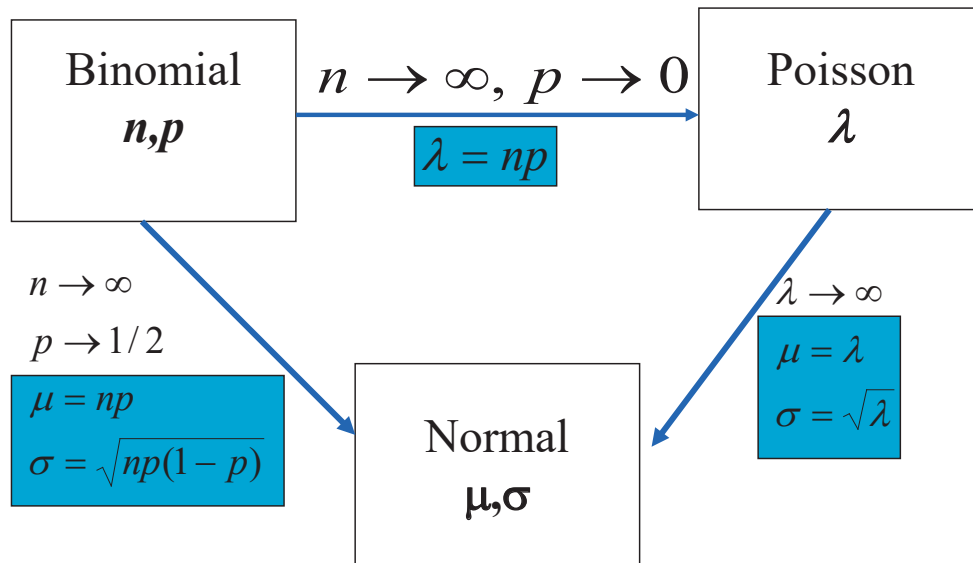 Binomial
n,p
n → ∞, p → 0
λ = np
Poisson
λ
n → ∞
p → 1/2
μ = np
σ = √np(1 − p)
λ → ∞
μ = λ
σ = √λ
Normal
μ,σ